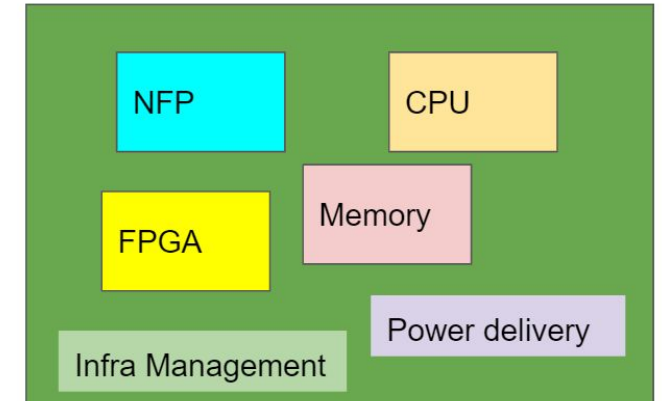 NFP
CPU
Memory
FPGA
Power delivery
Infra Management